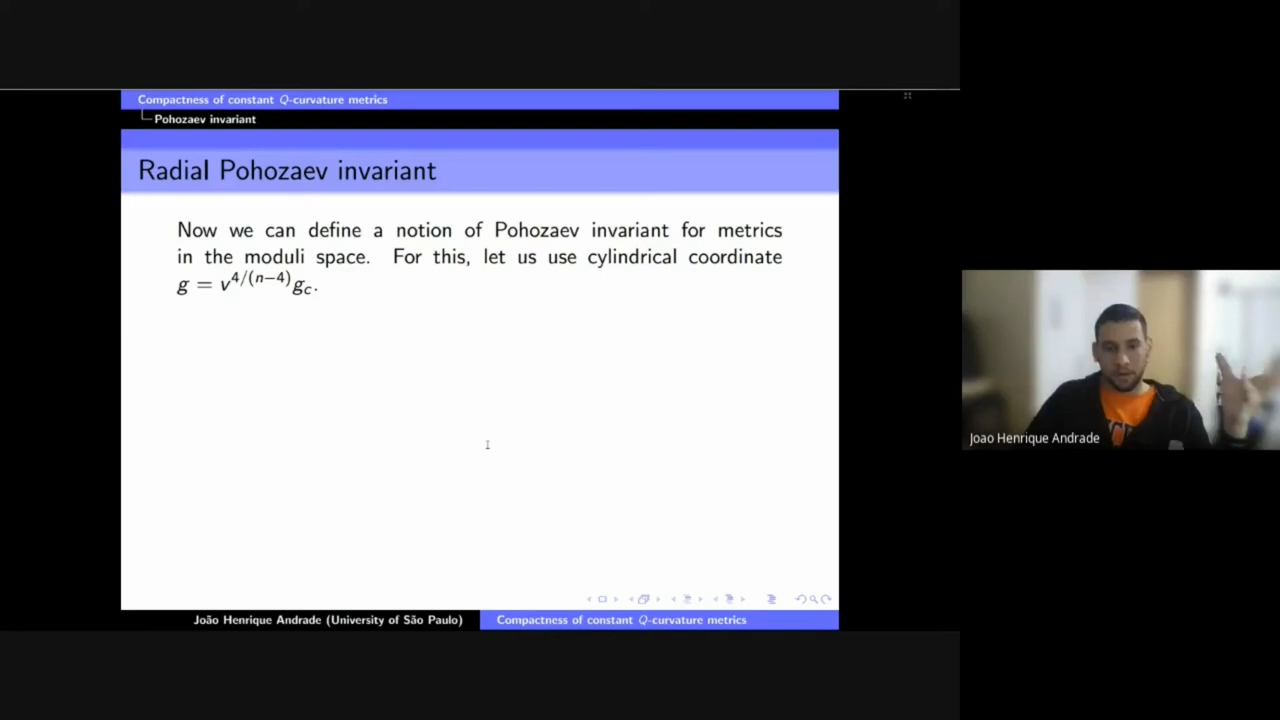 Compactness of constant Q-curvature metrics
Pohozaev invariant
Radial Pohozaev invariant
Now we can define a notion of Pohozaev invariant for metrics
in the moduli space. For this, let us use cylindrical coordinate
g = v^{4/(n−4)}g_c.
Joao Henrique Andrade
João Henrique Andrade (University of São Paulo)
Compactness of constant Q-curvature metrics